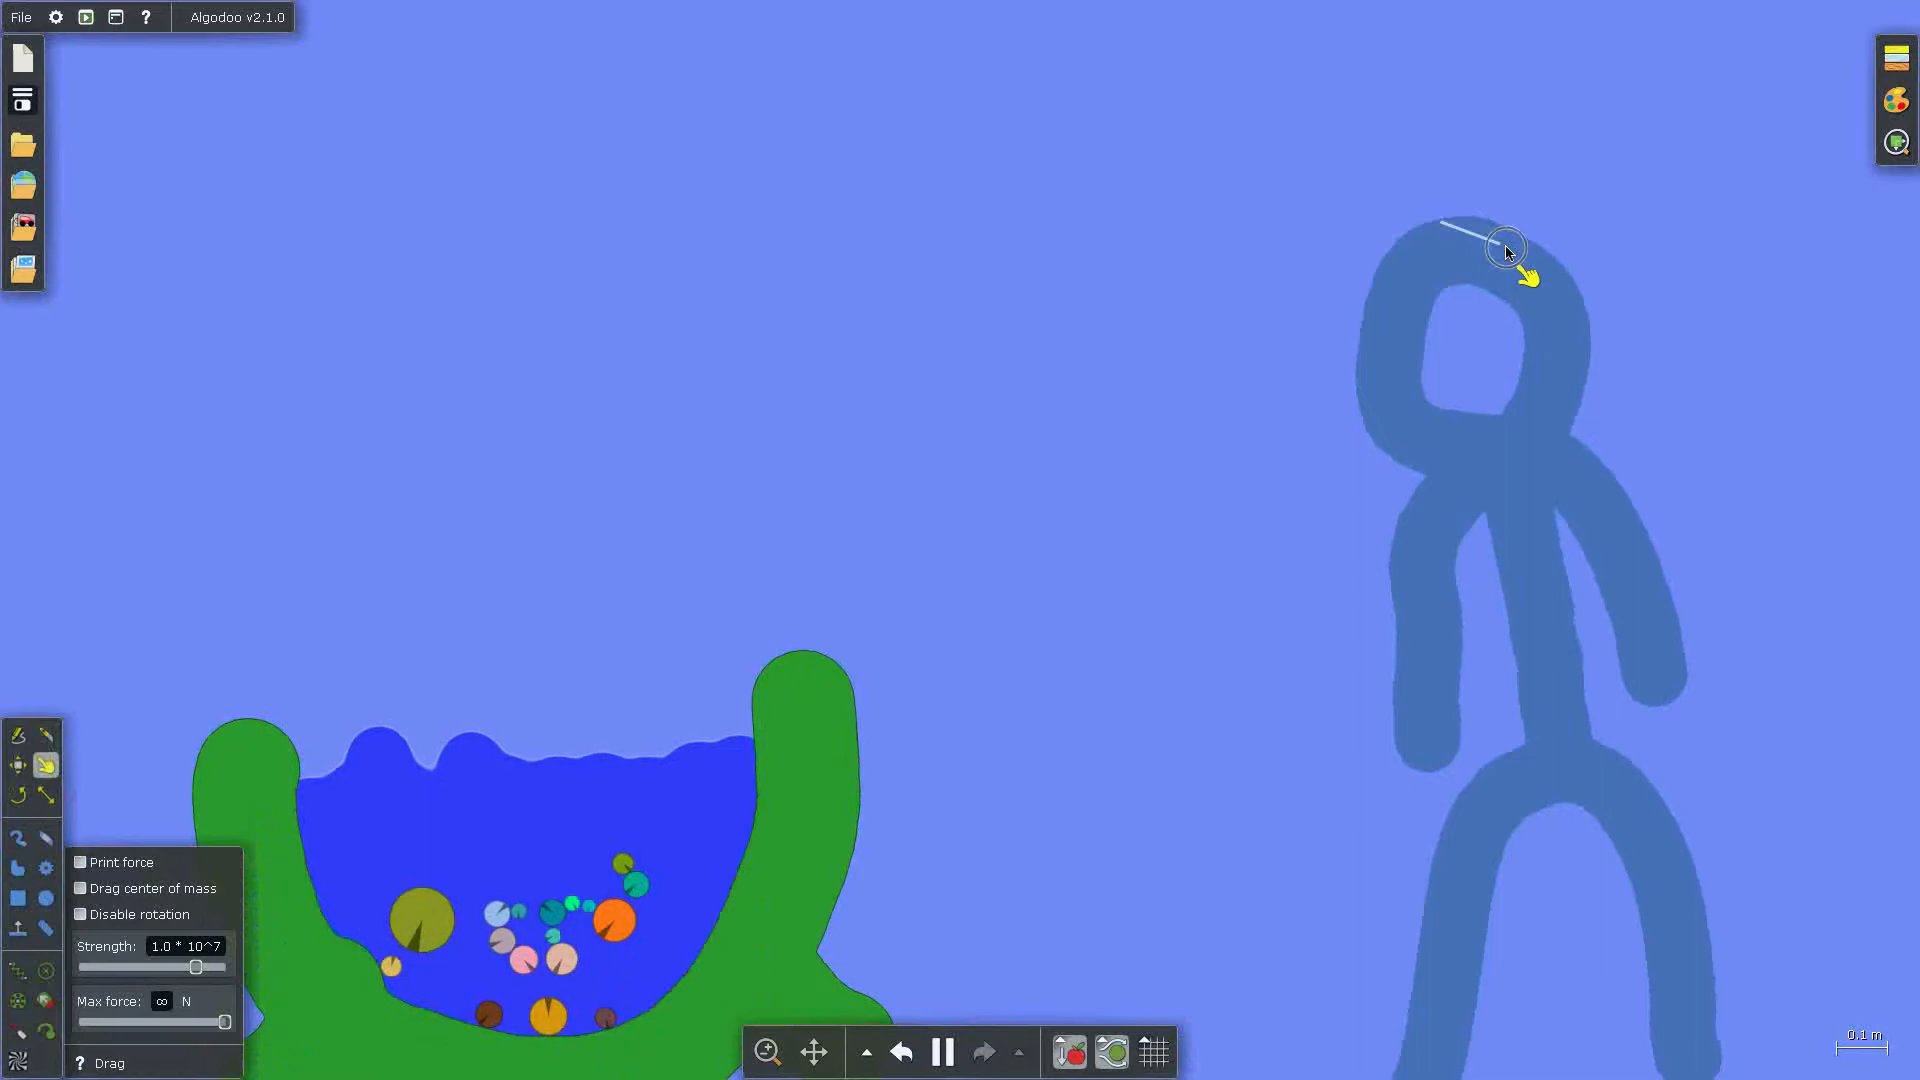 File ? Algodoo v2.1.0
Print force
Drag center of mass
Disable rotation
Strength: 1.0 * 10^7
Max force: ∞ N
? Drag
0.1 m